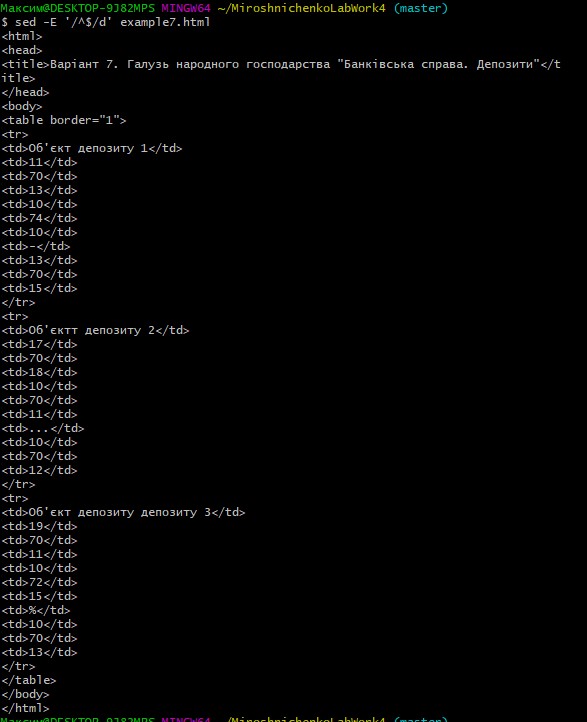 Максим@DESKTOP-9J82MPS MINGW64 ~/MiroshnichenkoLabWork4 (master)
$ sed -E '/^$/d' example7.html
<html>
<head>
<title>Варіант 7. Галузь народного господарства "Банківська справа. Депозити"</t
itle>
</head>
<body>
<table border="1">
<tr>
<td>Об'єкт депозиту 1</td>
<td>11</td>
<td>70</td>
<td>13</td>
<td>10</td>
<td>74</td>
<td>10</td>
<td>-</td>
<td>13</td>
<td>70</td>
<td>15</td>
</tr>
<tr>
<td>Об'єктт депозиту 2</td>
<td>17</td>
<td>70</td>
<td>18</td>
<td>10</td>
<td>70</td>
<td>11</td>
<td>...</td>
<td>10</td>
<td>70</td>
<td>12</td>
</tr>
<tr>
<td>Об'єкт депозиту депозиту 3</td>
<td>19</td>
<td>70</td>
<td>11</td>
<td>10</td>
<td>72</td>
<td>15</td>
<td>%</td>
<td>10</td>
<td>70</td>
<td>13</td>
</tr>
</table>
</body>
</html>
Максим@DESKTOP-9J82MPS MINGW64 ~/MiroshnichenkoLabWork4 (master)